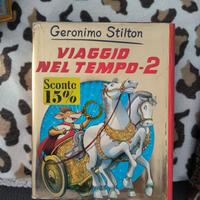 Geronimo Stilton
VIAGGIO
NEL TEMPO-2
Sconto
15%